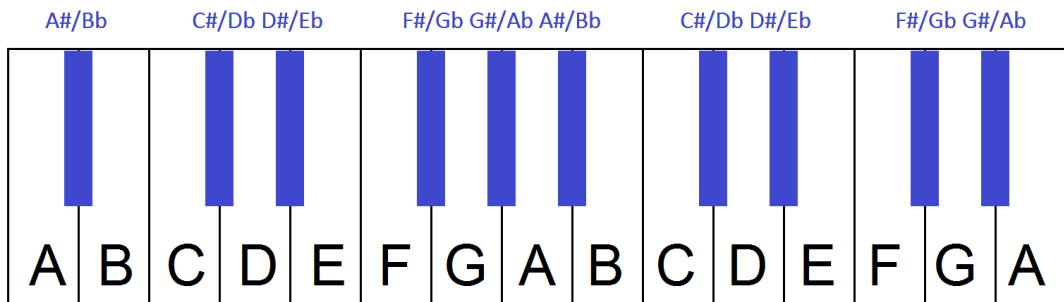 A#/Bb C#/Db D#/Eb F#/Gb G#/Ab A#/Bb C#/Db D#/Eb F#/Gb G#/Ab
A B C D E F G A B C D E F G A